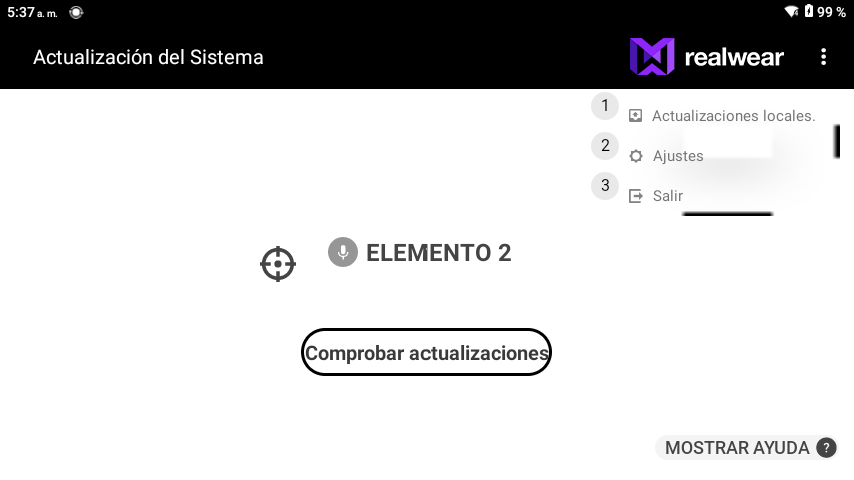 5:37 a. m.
99 %
Actualización del Sistema
realwear
1 Actualizaciones locales.
2 Ajustes
3 Salir
ELEMENTO 2
Comprobar actualizaciones
MOSTRAR AYUDA ?